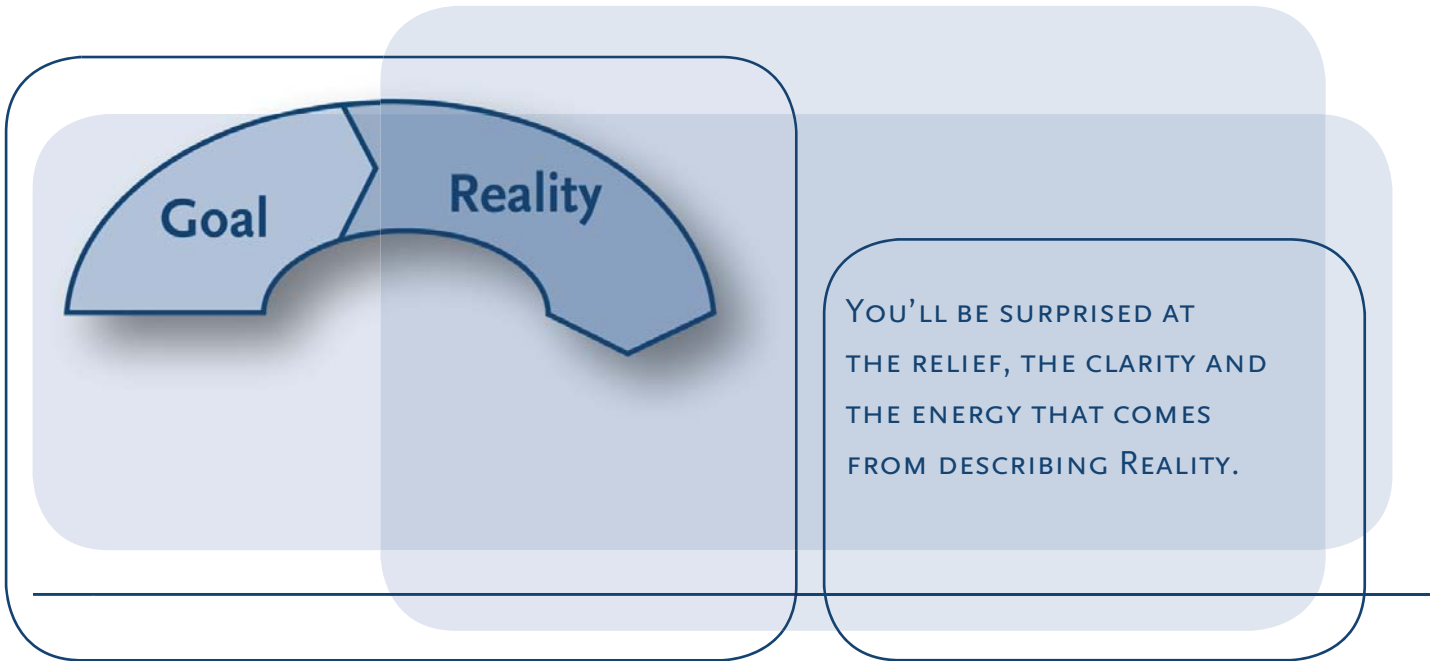 Goal
Reality
You'll be surprised at
the relief, the clarity and
the energy that comes
from describing Reality.